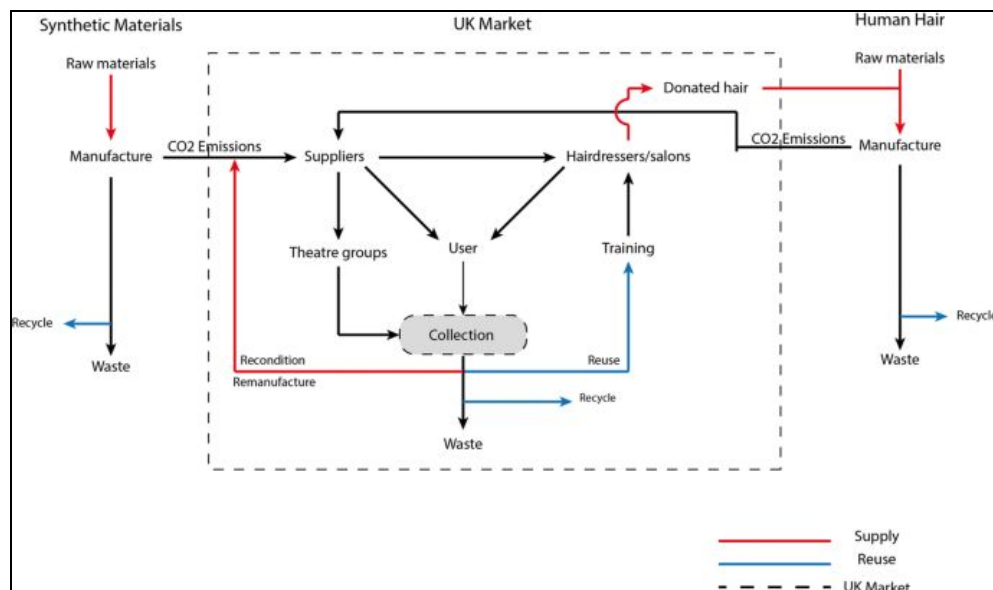 Synthetic Materials
UK Market
Human Hair
Raw materials
Raw materials
Donated hair
CO2 Emissions
CO2 Emissions
Manufacture
Suppliers
Hairdressers/salons
Manufacture
Theatre groups
User
Training
Recycle
Collection
Recycle
Waste
Recondition
Reuse
Waste
Remanufacture
Recycle
Waste
Supply
Reuse
UK Market